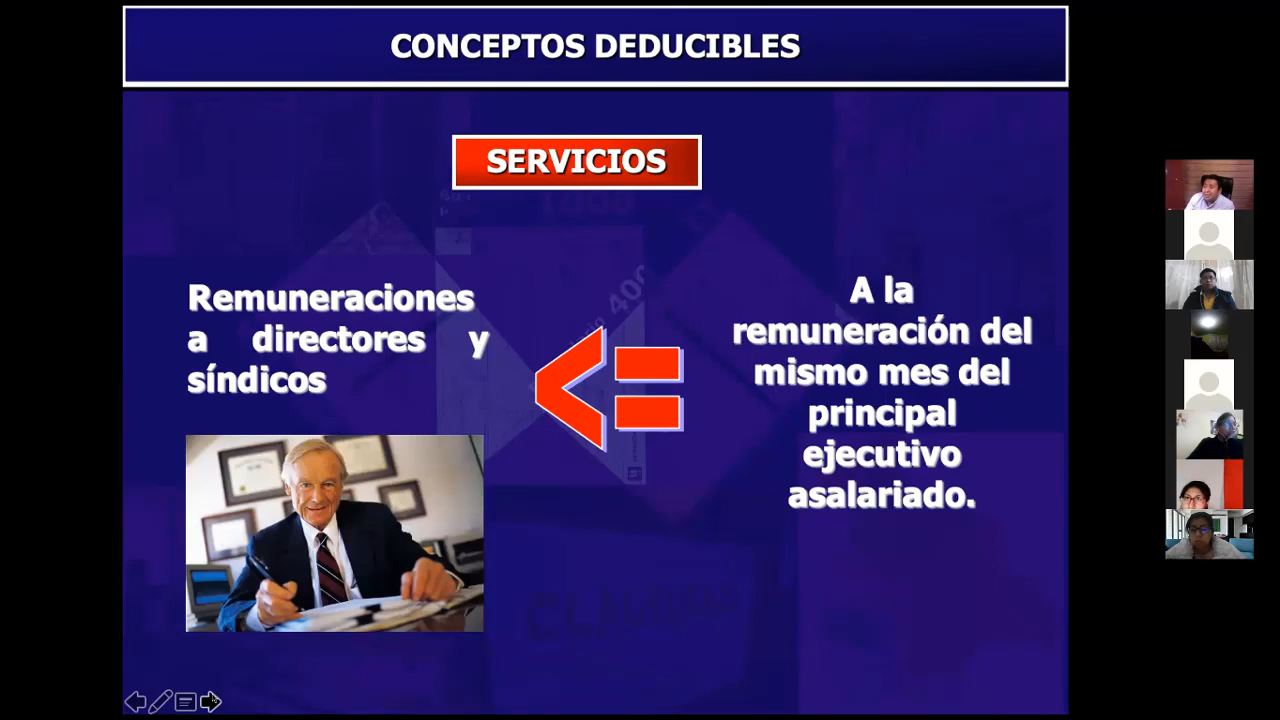 CONCEPTOS DEDUCIBLES
SERVICIOS
Remuneraciones
a directores y
síndicos
A la
remuneración del
mismo mes del
principal
ejecutivo
asalariado.